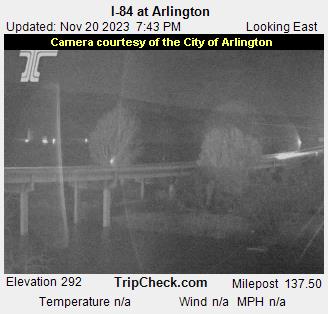 I-84 at Arlington
Updated: Nov 20 2023 7:43 PM Looking East
Camera courtesy of the City of Arlington
Elevation 292 TripCheck.com Milepost 137.50
Temperature n/a Wind n/a MPH n/a